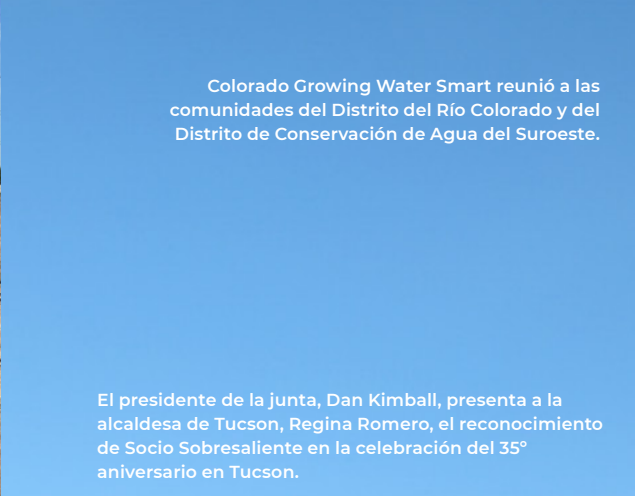 Colorado Growing Water Smart reunió a las
comunidades del Distrito del Río Colorado y del
Distrito de Conservación de Agua del Suroeste.
El presidente de la junta, Dan Kimball, presenta a la
alcaldesa de Tucson, Regina Romero, el reconocimiento
de Socio Sobresaliente en la celebración del 35º
aniversario en Tucson.